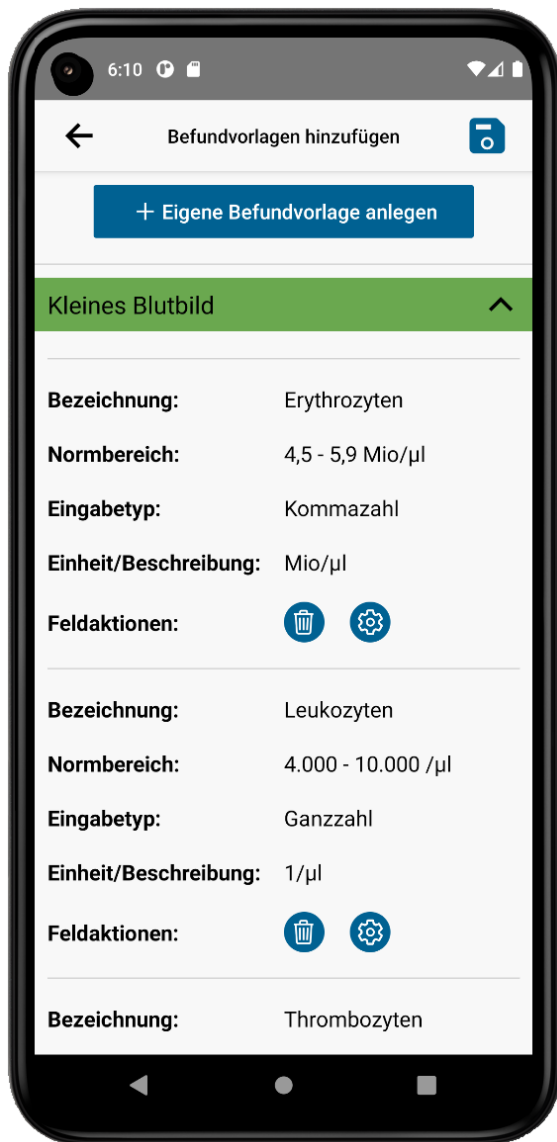 6:10
Befundvorlagen hinzufügen
+ Eigene Befundvorlage anlegen
Kleines Blutbild
Bezeichnung: Erythrozyten
Normbereich: 4,5 - 5,9 Mio/µl
Eingabetyp: Kommazahl
Einheit/Beschreibung: Mio/µl
Feldaktionen:
Bezeichnung: Leukozyten
Normbereich: 4.000 - 10.000 /µl
Eingabetyp: Ganzzahl
Einheit/Beschreibung: 1/µl
Feldaktionen:
Bezeichnung: Thrombozyten